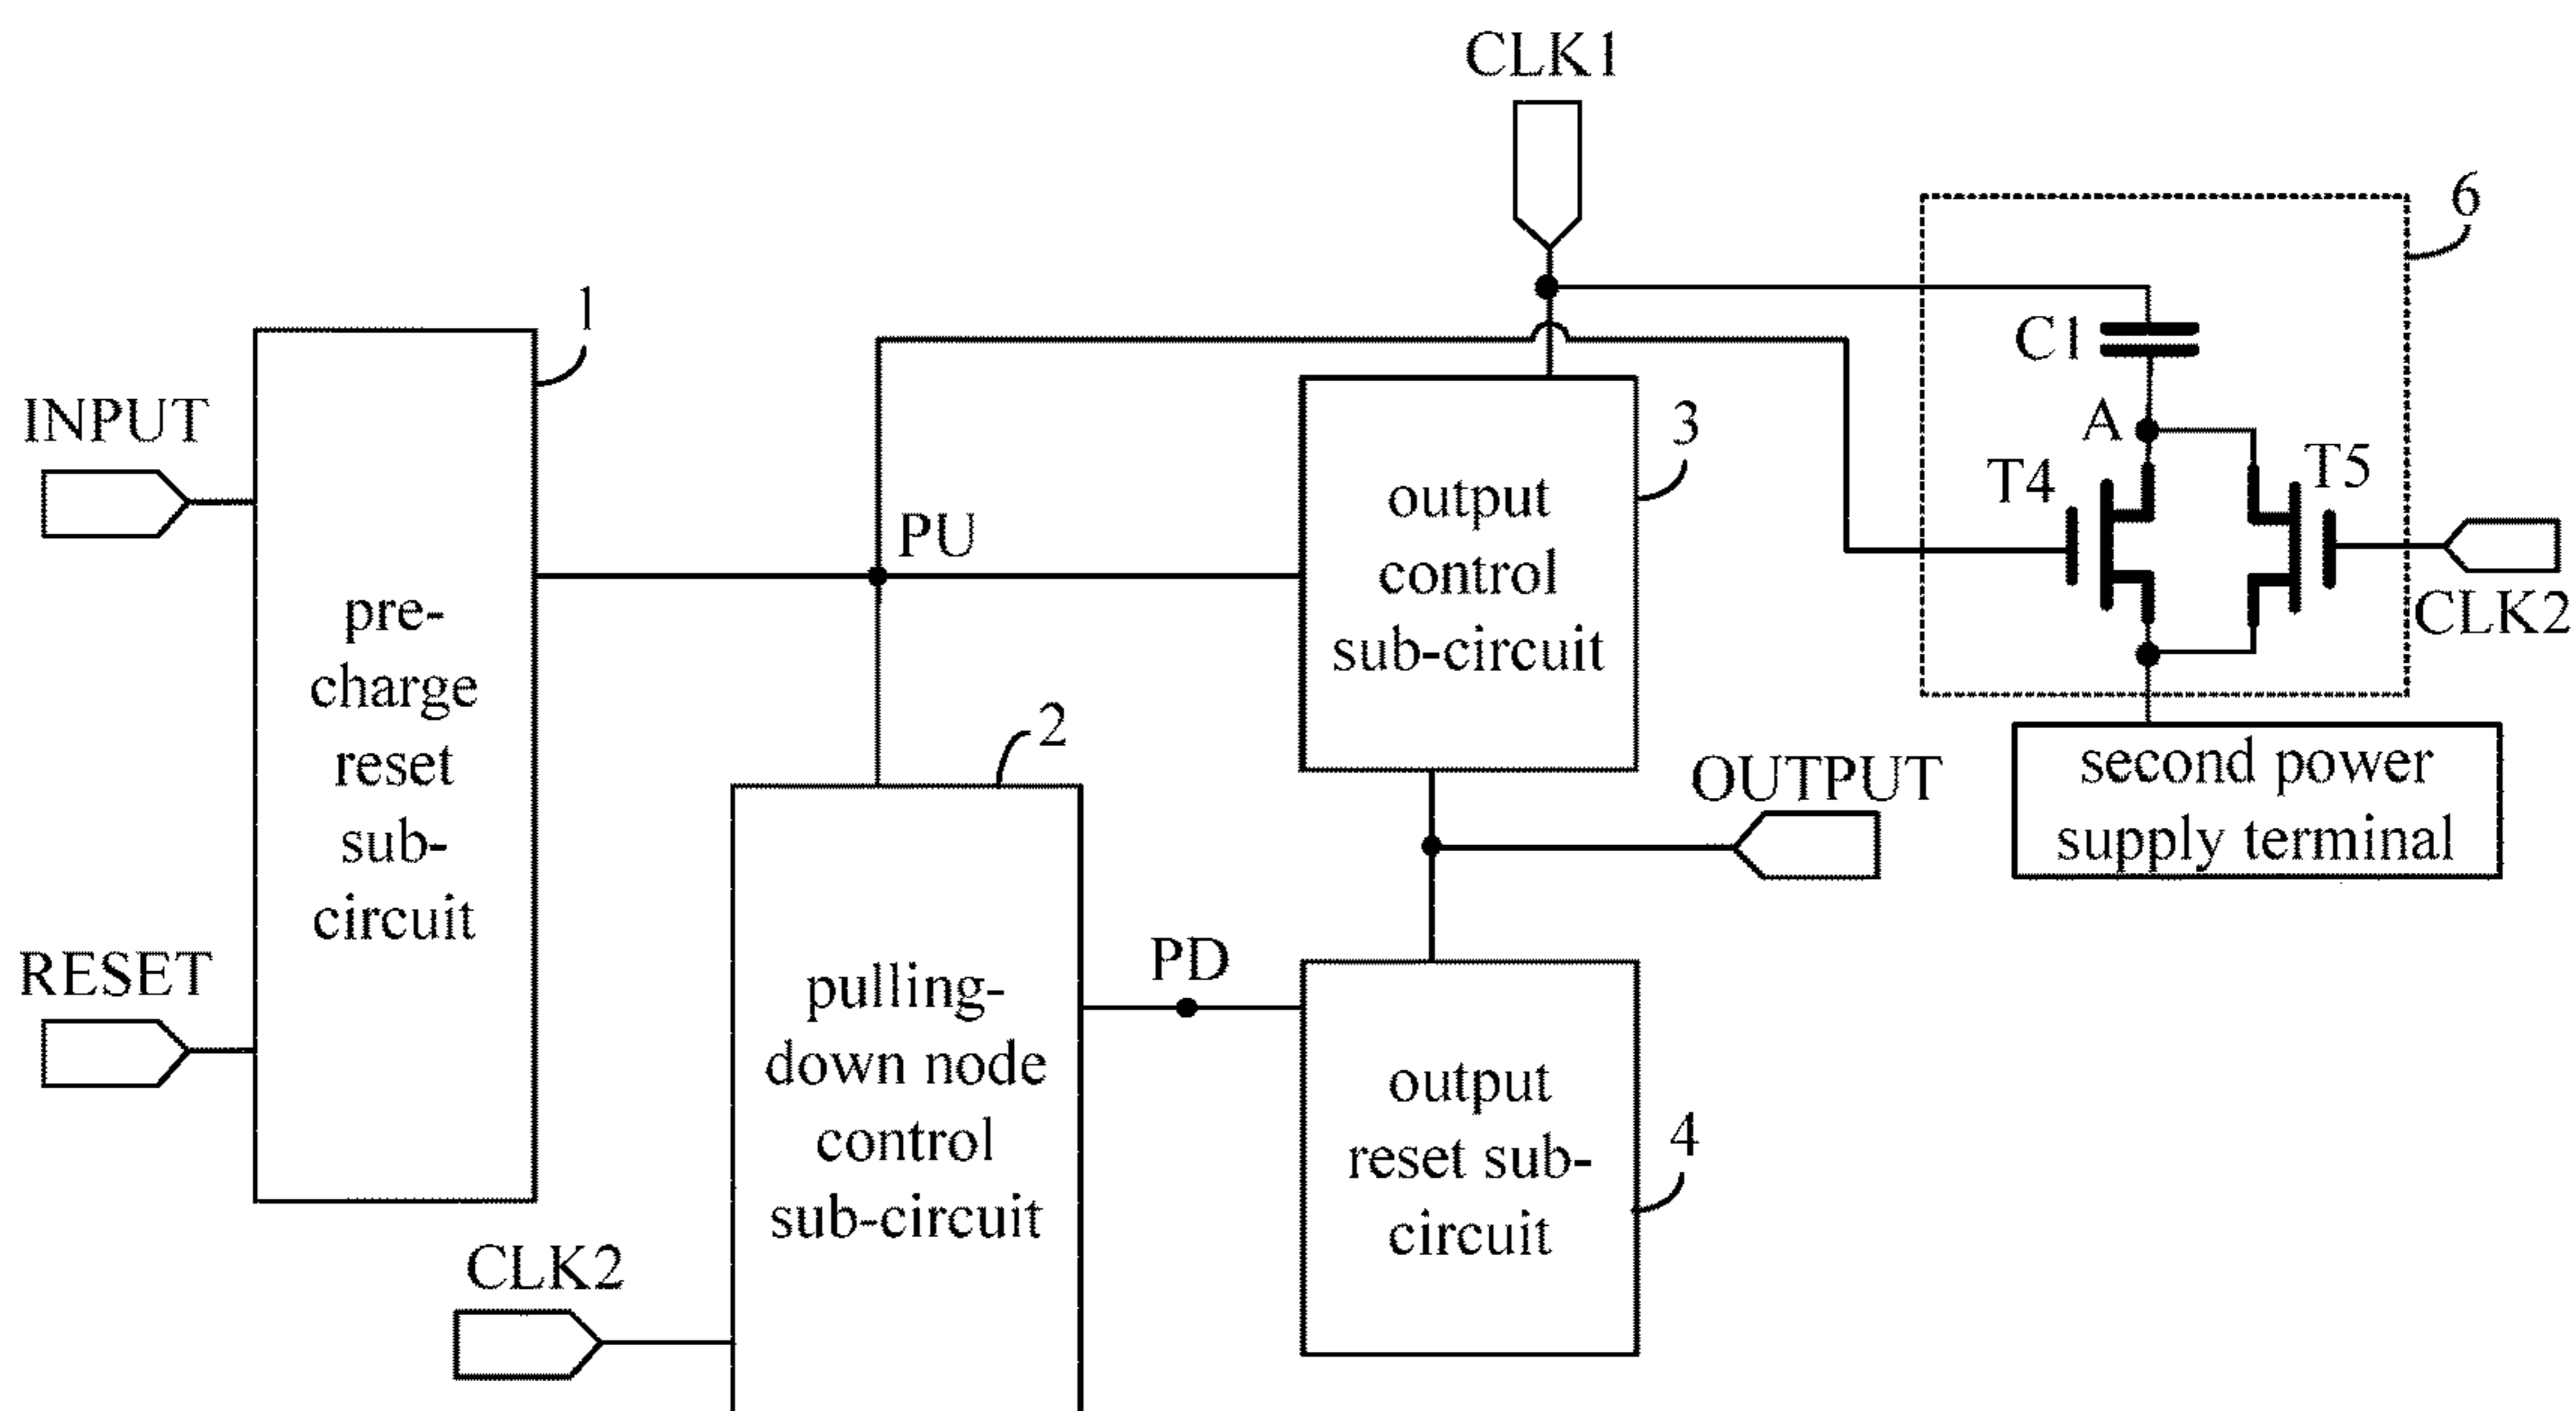 CLK1
6
1
C1
INPUT
A
3
T5
T4
output
control
sub-circuit
PU
CLK2
pre-
charge
reset
sub-
circuit
2
OUTPUT
second power
supply terminal
RESET
PD
pulling-
down node
control
sub-circuit
output
reset sub-
circuit
4
CLK2